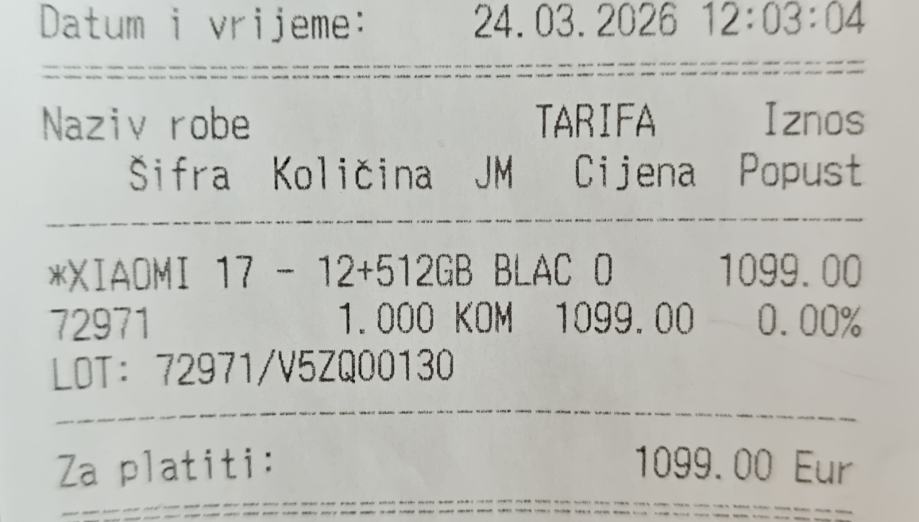 Datum i vrijeme: 24.03.2026 12:03:04
Naziv robe TARIFA Iznos
Šifra Količina JM Cijena Popust
*XIAOMI 17 - 12+512GB BLAC O 1099.00
72971 1.000 KOM 1099.00 0.00%
LOT: 72971/V5ZQ00130
Za platiti: 1099.00 Eur